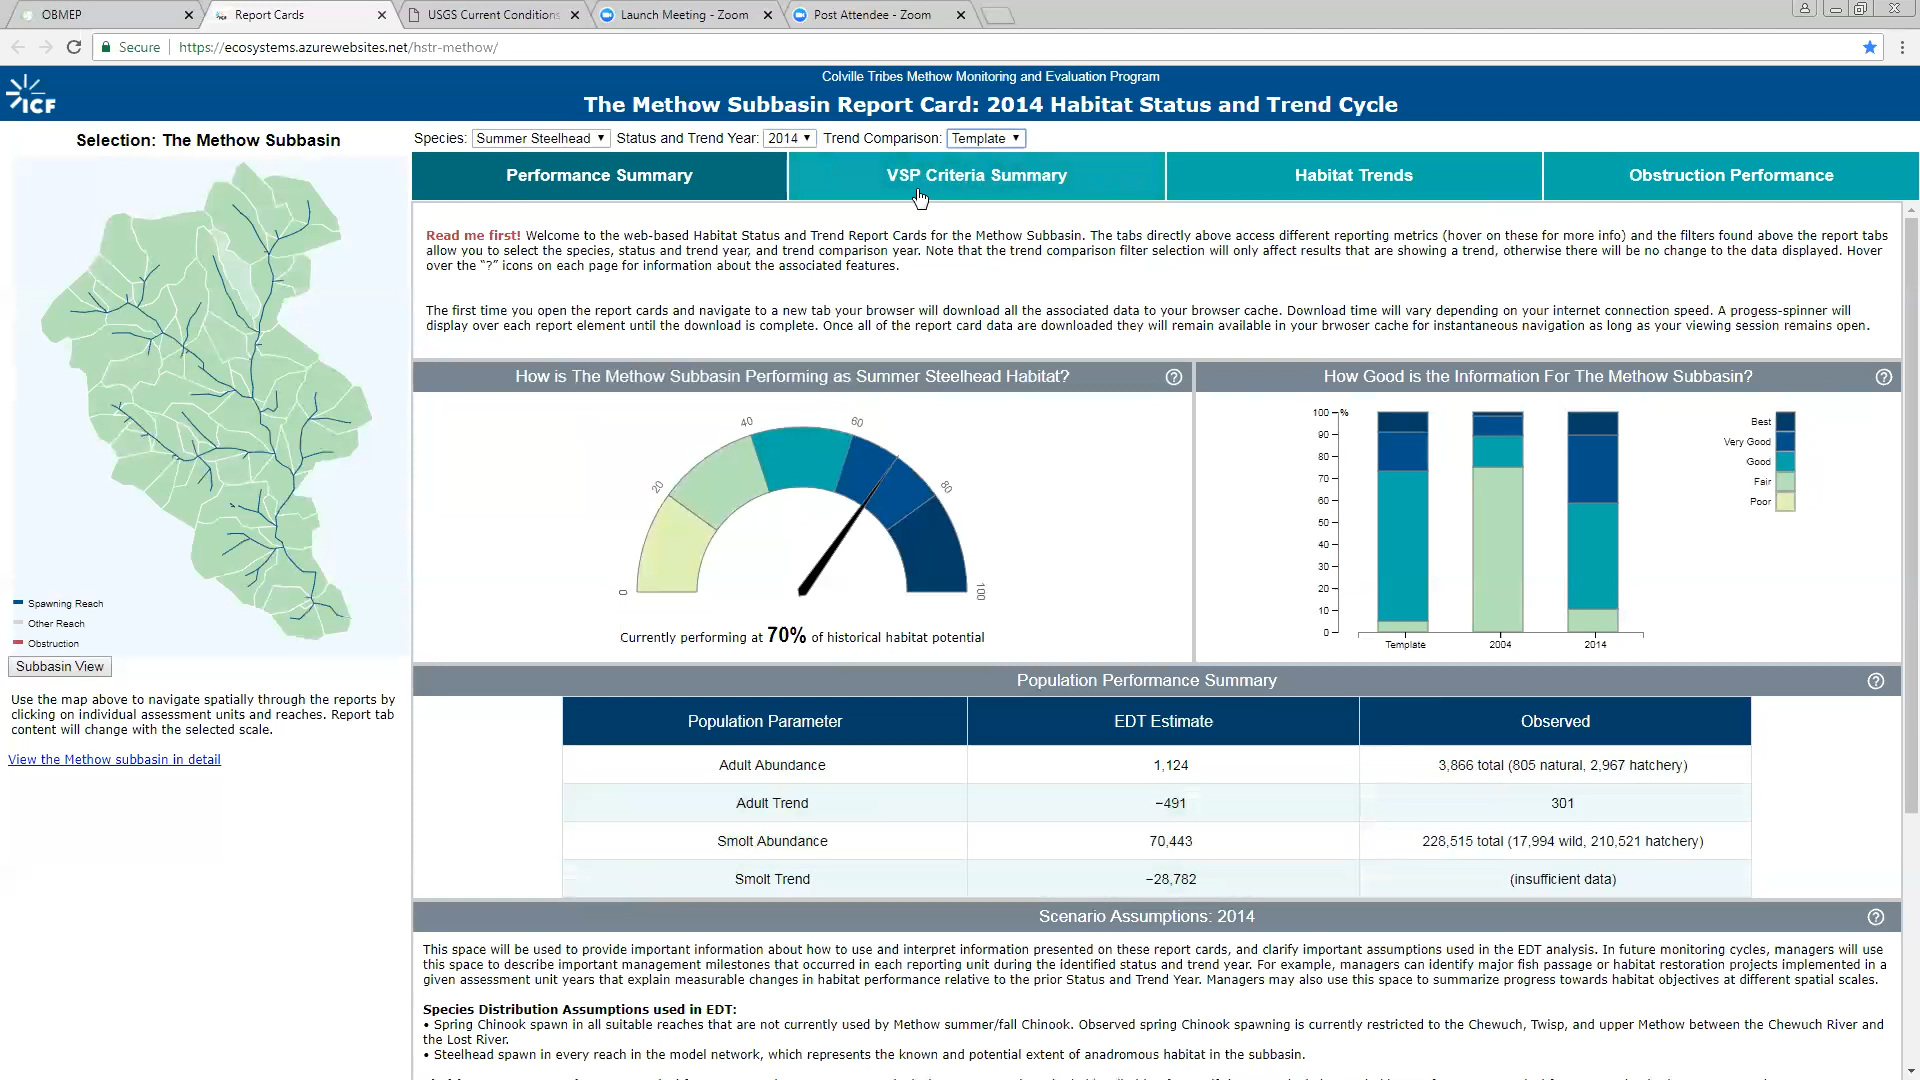 OBMEP
Report Cards
USGS Current Conditions
Launch Meeting - Zoom
Post Attendee - Zoom
Secure
https://ecosystems.azurewebsites.net/hstr-methow/
ICF
Colville Tribes Methow Monitoring and Evaluation Program
The Methow Subbasin Report Card: 2014 Habitat Status and Trend Cycle
Selection: The Methow Subbasin
Species: Summer Steelhead Status and Trend Year: 2014 Trend Comparison: Template
Performance Summary
VSP Criteria Summary
Habitat Trends
Obstruction Performance
Read me first! Welcome to the web-based Habitat Status and Trend Report Cards for the Methow Subbasin. The tabs directly above access different reporting metrics (hover on these for more info) and the filters found above the report tabs
allow you to select the species, status and trend year, and trend comparison year. Note that the trend comparison filter selection will only affect results that are showing a trend, otherwise there will be no change to the data displayed. Hover
over the “?” icons on each page for information about the associated features.
The first time you open the report cards and navigate to a new tab your browser will download all the associated data to your browser cache. Download time will vary depending on your internet connection speed. A progess-spinner will
display over each report element until the download is complete. Once all of the report card data are downloaded they will remain available in your brwoser cache for instantaneous navigation as long as your viewing session remains open.
Spawning Reach
Other Reach
Obstruction
Subbasin View
Use the map above to navigate spatially through the reports by
clicking on individual assessment units and reaches. Report tab
content will change with the selected scale.
View the Methow subbasin in detail
How is The Methow Subbasin Performing as Summer Steelhead Habitat?
?
0
20
40
60
80
100
Currently performing at 70% of historical habitat potential
How Good is the Information For The Methow Subbasin?
?
100 %
90
80
70
60
50
40
30
20
10
0
Template
2004
2014
Best
Very Good
Good
Fair
Poor
Population Performance Summary
?
Population Parameter EDT Estimate Observed
Adult Abundance 1,124 3,866 total (805 natural, 2,967 hatchery)
Adult Trend −491 301
Smolt Abundance 70,443 228,515 total (17,994 wild, 210,521 hatchery)
Smolt Trend −28,782 (insufficient data)
Scenario Assumptions: 2014
?
This space will be used to provide important information about how to use and interpret information presented on these report cards, and clarify important assumptions used in the EDT analysis. In future monitoring cycles, managers will use
this space to describe important management milestones that occurred in each reporting unit during the identified status and trend year. For example, managers can identify major fish passage or habitat restoration projects implemented in a
given assessment unit years that explain measurable changes in habitat performance relative to the prior Status and Trend Year. Managers may also use this space to summarize progress towards habitat objectives at different spatial scales.
Species Distribution Assumptions used in EDT:
• Spring Chinook spawn in all suitable reaches that are not currently used by Methow summer/fall Chinook. Observed spring Chinook spawning is currently restricted to the Chewuch, Twisp, and upper Methow between the Chewuch River and
the Lost River.
• Steelhead spawn in every reach in the model network, which represents the known and potential extent of anadromous habitat in the subbasin.